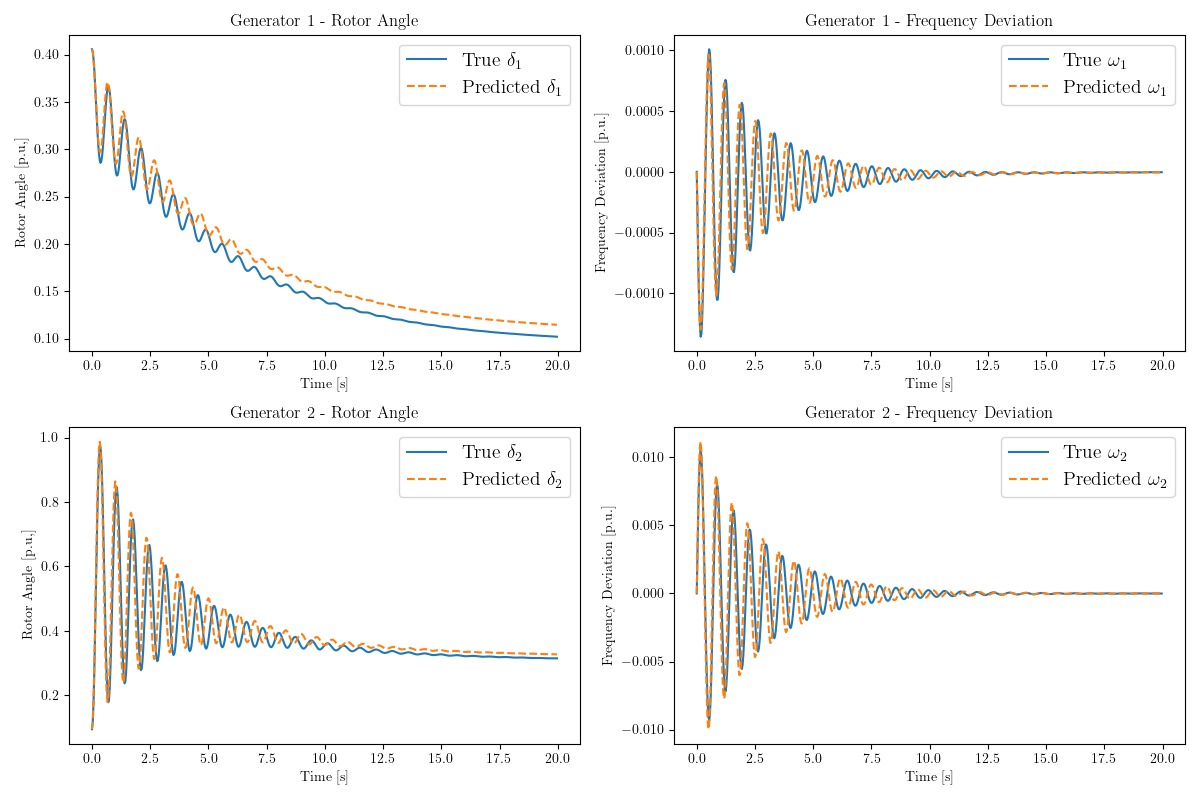 Generator 1 - Rotor Angle
0.40
0.35
0.30
0.25
0.20
0.15
0.10
Rotor Angle [p.u,]
True δ₁
Predicted δ₁
0.0 2.5 5.0 7.5 10.0 12.5 15.0 17.5 20.0
Time [s]
Generator 1 - Frequency Deviation
0.0010
0.0005
0.0000
−0.0005
−0.0010
Frequency Deviation [p.u.]
True ω₁
Predicted ω₁
0.0 2.5 5.0 7.5 10.0 12.5 15.0 17.5 20.0
Time [s]
Generator 2 - Rotor Angle
1.0
0.8
0.6
0.4
0.2
Rotor Angle [p.u,]
True δ₂
Predicted δ₂
0.0 2.5 5.0 7.5 10.0 12.5 15.0 17.5 20.0
Time [s]
Generator 2 - Frequency Deviation
0.010
0.005
0.000
−0.005
−0.010
Frequency Deviation [p.u.]
True ω₂
Predicted ω₂
0.0 2.5 5.0 7.5 10.0 12.5 15.0 17.5 20.0
Time [s]